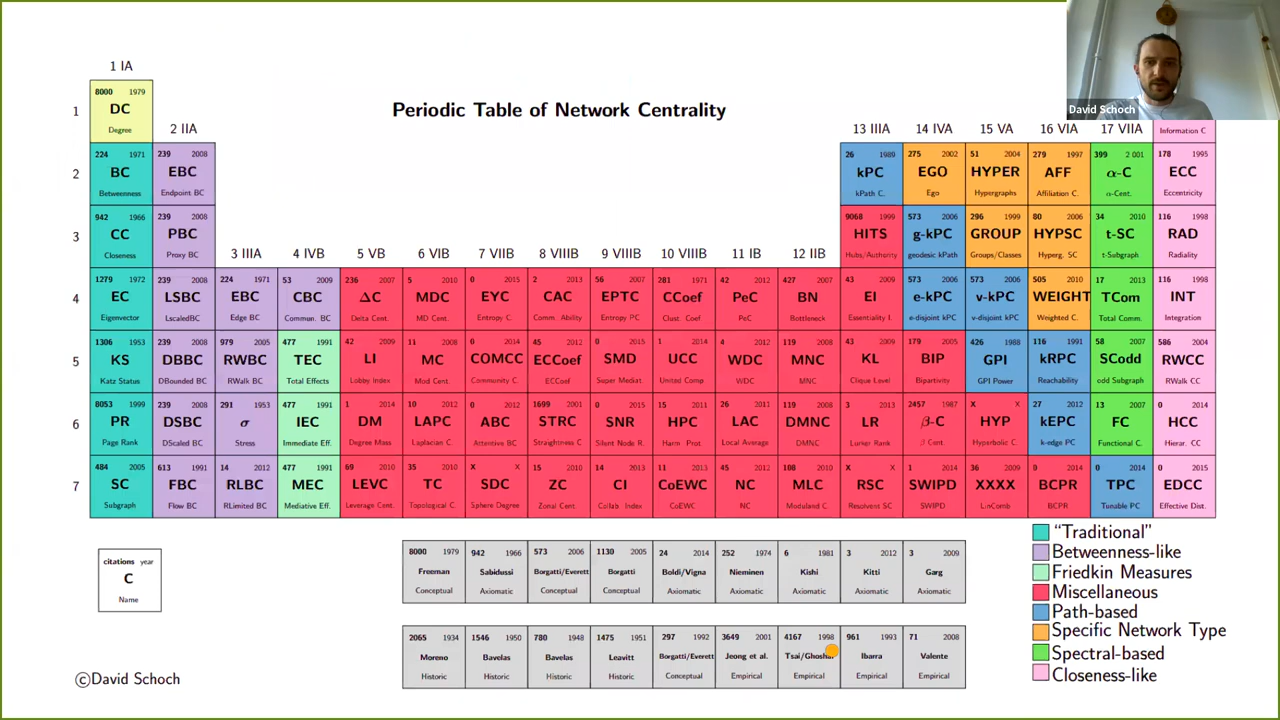 1 IA
8000 1979
1 DC
Degree
Periodic Table of Network Centrality
David Schoch
2 IIA
13 IIIA 14 IVA 15 VA 16 VIA 17 VIIA
Information C
224 1971 239 2008 26 1989 275 2002 51 2004 279 1997 399 2 001 178 1995
2 BC EBC kPC EGO HYPER AFF α-C ECC
Betweenness Endpoint BC kPath C. Ego Hypergraphs Affiliation C. α-Cent. Eccentricity
942 1966 239 2008 9068 1999 573 2006 296 1999 80 2006 34 2010 116 1998
3 CC PBC HITS g-kPC GROUP HYPSC t-SC RAD
Closeness Proxy BC Hubs/Authority geodesic kPath Groups/Classes Hyperg. SC t-Subgraph Radiality
3 IIIA 4 IVB 5 VB 6 VIB 7 VIIB 8 VIIIB 9 VIIIB 10 VIIIB 11 IB 12 IIB
1279 1972 239 2008 224 1971 53 2009 236 2007 5 2010 0 2015 2 2013 56 2007 281 1971 42 2012 427 2007 43 2009 573 2006 573 2006 505 2010 17 2013 116 1998
4 EC LSBC EBC CBC ΔC MDC EYC CAC EPTC CCoef PeC BN EI e-kPC v-kPC WEIGHT TCom INT
Eigenvector LscaledBC Edge BC Commun. BC Delta Cent. MD Cent. Entropy C. Comm. Ability Entropy PC Clust. Coef PeC Bottleneck Essentiality I. e-disjoint kPC v-disjoint kPC Weighted C. Total Comm. Integration
1306 1953 239 2008 979 2005 477 1991 42 2009 11 2008 0 2014 45 2012 0 2015 1 2014 4 2014 119 2008 43 2009 179 2005 426 1988 116 1991 58 2007 586 2004
5 KS DBBC RWBC TEC LI MC COMCC ECCoef SMD UCC WDC MNC KL BIP GPI kRPC SCodd RWCC
Katz Status DBounded BC RWalk BC Total Effects Lobby Index Mod Cent. Community C. ECCoef Super Mediat. United Comp WDC MNC Clique Level Bipartivity GPI Power Reachability odd Subgraph RWalk CC
8053 1999 239 2008 291 1953 477 1991 1 2014 10 2012 0 2012 1699 2001 0 2015 15 2011 26 2011 119 2008 3 2013 2457 1987 X X 27 2012 13 2007 0 2014
6 PR DSBC σ IEC DM LAPC ABC STRC SNR HPC LAC DMNC LR β-C HYP kEPC FC HCC
Page Rank DScaled BC Stress Immediate Eff. Degree Mass Laplacian C. Attentive BC Straightness C Silent Node R. Harm Prot. Local Average DMNC Lurker Rank β Cent. Hyperbolic C. k-edge PC Functional C. Hierar. CC
484 2005 613 1991 14 2012 477 1991 69 2010 35 2010 X X 15 2010 14 2013 11 2013 45 2012 108 2010 X X 1 2014 36 2009 0 2014 0 2014 0 2015
7 SC FBC RLBC MEC LEVC TC SDC ZC CI CoEWC NC MLC RSC SWIPD XXXX BCPR TPC EDCC
Subgraph Flow BC RLimited BC Mediative Eff. Leverage Cent. Topological C. Sphere Degree Zonal Cent. Collab Index CoEWC NC Moduland C. Resolvent SC SWIPD LinComb BCPR Tunable PC Effective Dist.
citations year
C
Name
8000 1979 942 1966 573 2006 1130 2005 24 2014 252 1974 6 1981 3 2012 3 2009
Freeman Sabidussi Borgatti/Everett Borgatti Boldi/Vigna Nieminen Kishi Kitti Garg
Conceptual Axiomatic Conceptual Conceptual Axiomatic Axiomatic Axiomatic Axiomatic Axiomatic
2065 1934 1546 1950 780 1948 1475 1951 297 1992 3649 2001 4167 1998 961 1993 71 2008
Moreno Bavelas Bavelas Leavitt Borgatti/Everett Jeong et al. Tsai/Ghoshal Ibarra Valente
Historic Historic Historic Historic Conceptual Empirical Empirical Empirical Empirical
"Traditional"
Betweenness-like
Friedkin Measures
Miscellaneous
Path-based
Specific Network Type
Spectral-based
Closeness-like
©David Schoch